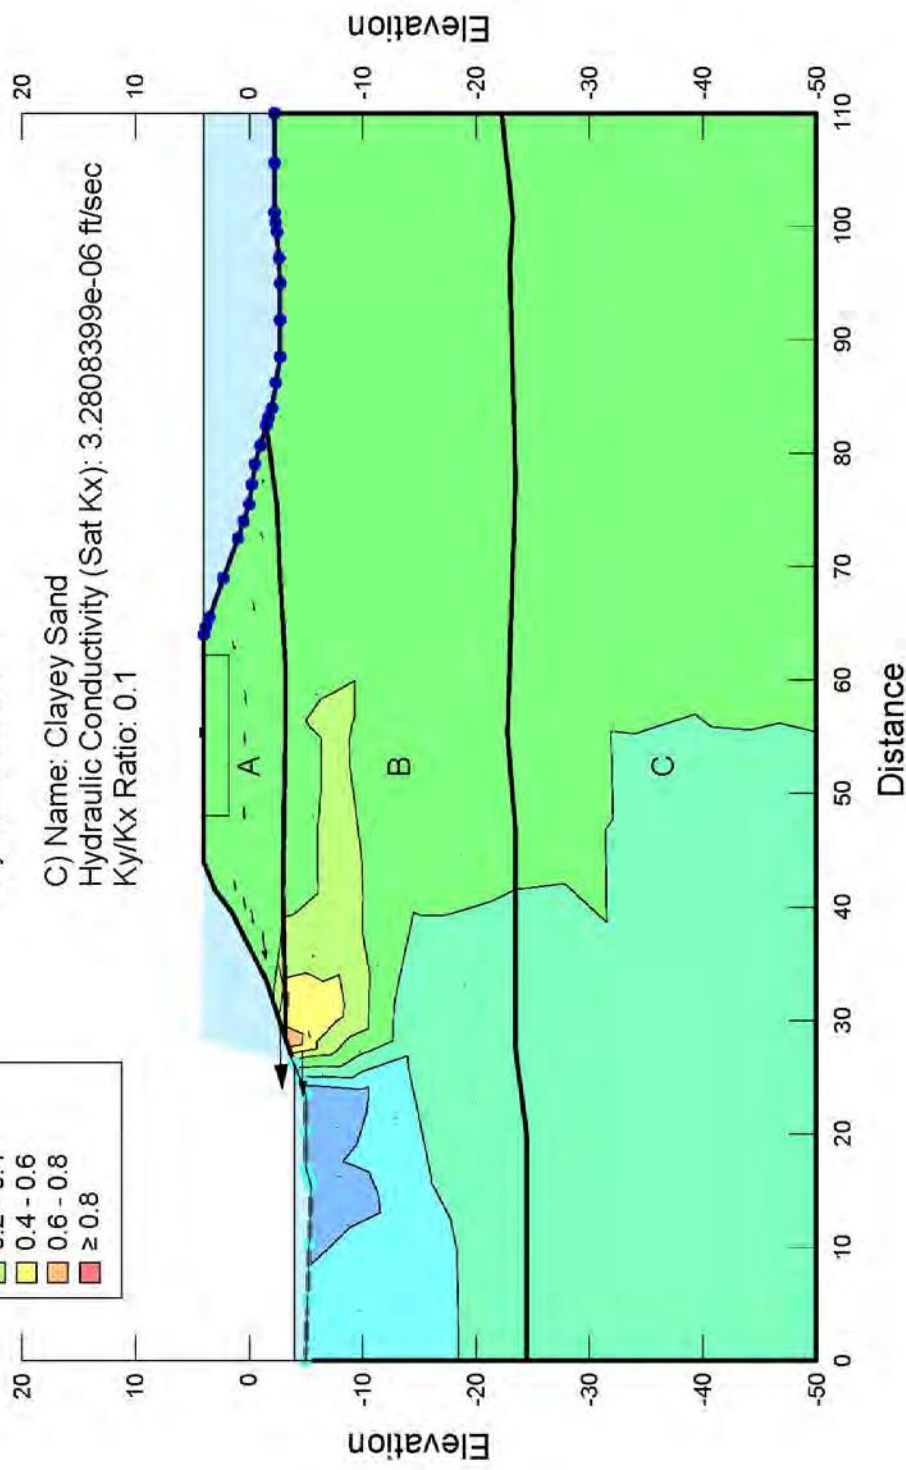 0.4 - 0.6
0.6 - 0.8
≥ 0.8
C) Name: Clayey Sand
Hydraulic Conductivity (Sat Kx): 3.2808399e-06 ft/sec
Ky/Kx Ratio: 0.1
Elevation
20
10
0
-10
-20
-30
-40
-50
A
B
C
Elevation
20
10
0
-10
-20
-30
-40
-50
0
10
20
30
40
50
60
70
80
90
100
110
Distance